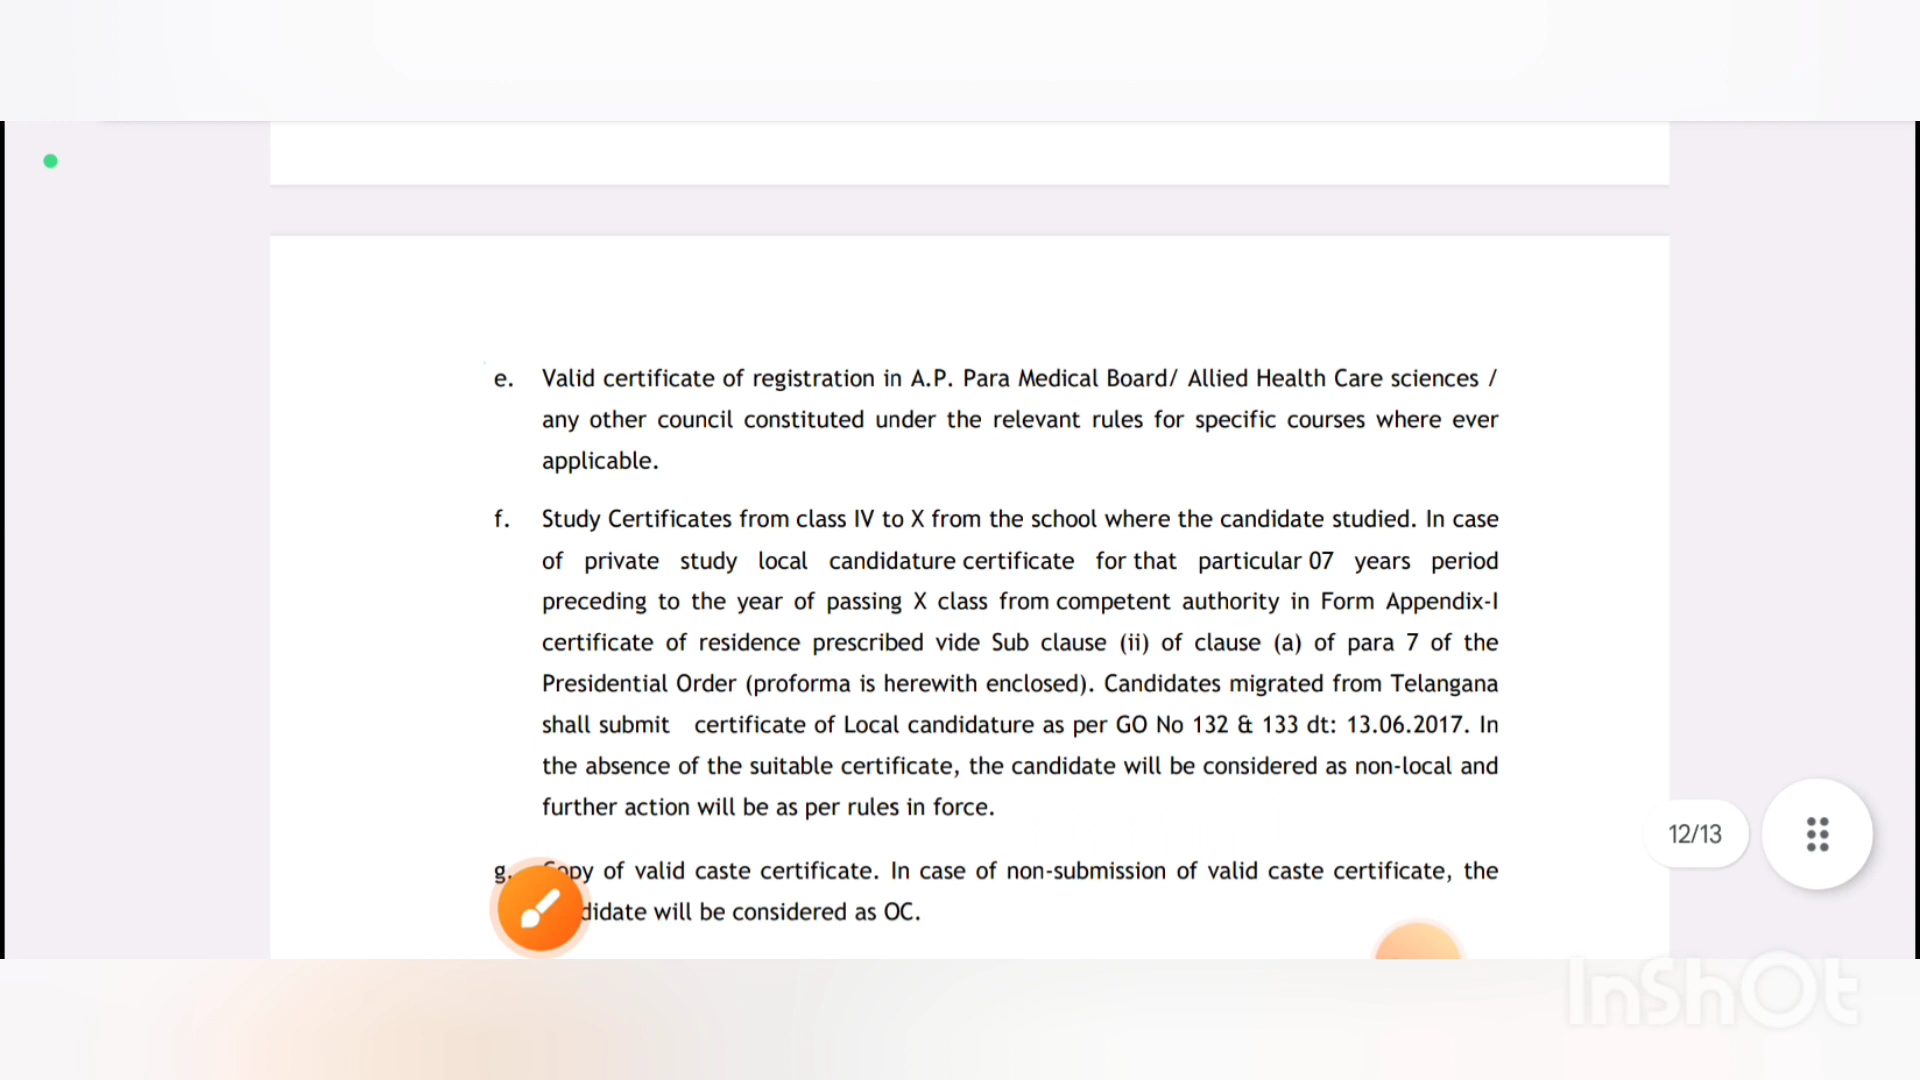 e. Valid certificate of registration in A.P. Para Medical Board/ Allied Health Care sciences /
any other council constituted under the relevant rules for specific courses where ever
applicable.
f. Study Certificates from class IV to X from the school where the candidate studied. In case
of private study local candidature certificate for that particular 07 years period
preceding to the year of passing X class from competent authority in Form Appendix-I
certificate of residence prescribed vide Sub clause (ii) of clause (a) of para 7 of the
Presidential Order (proforma is herewith enclosed). Candidates migrated from Telangana
shall submit certificate of Local candidature as per GO No 132 & 133 dt: 13.06.2017. In
the absence of the suitable certificate, the candidate will be considered as non-local and
further action will be as per rules in force.
12/13
g. Copy of valid caste certificate. In case of non-submission of valid caste certificate, the
didate will be considered as OC.
InShOt